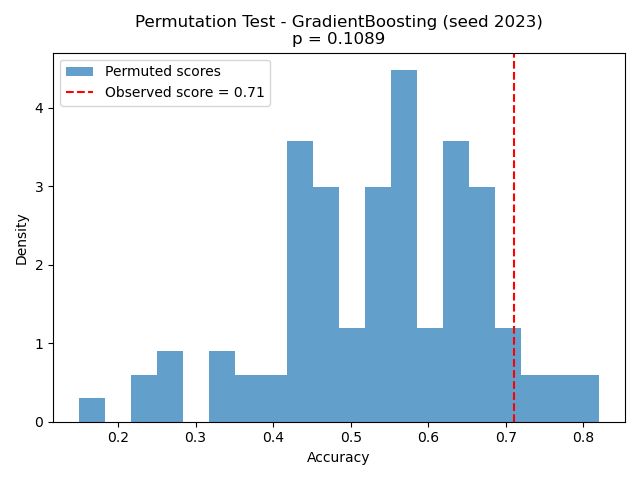 Permutation Test - GradientBoosting (seed 2023)
p = 0.1089
Permuted scores
Observed score = 0.71
Density
4
3
2
1
0
0.2 0.3 0.4 0.5 0.6 0.7 0.8
Accuracy